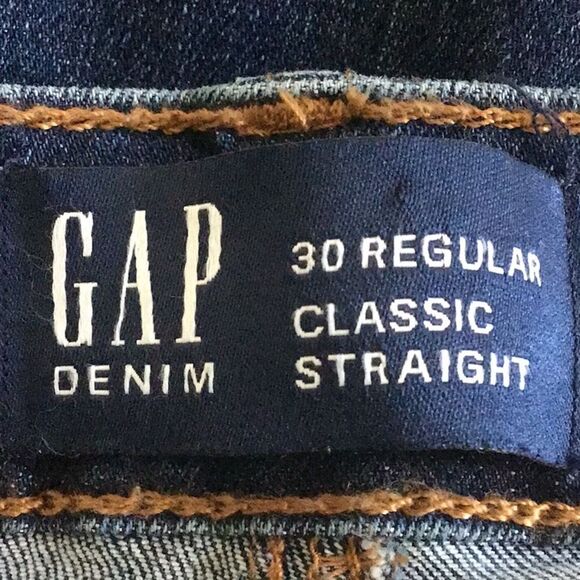 GAP
DENIM
30 REGULAR
CLASSIC
STRAIGHT